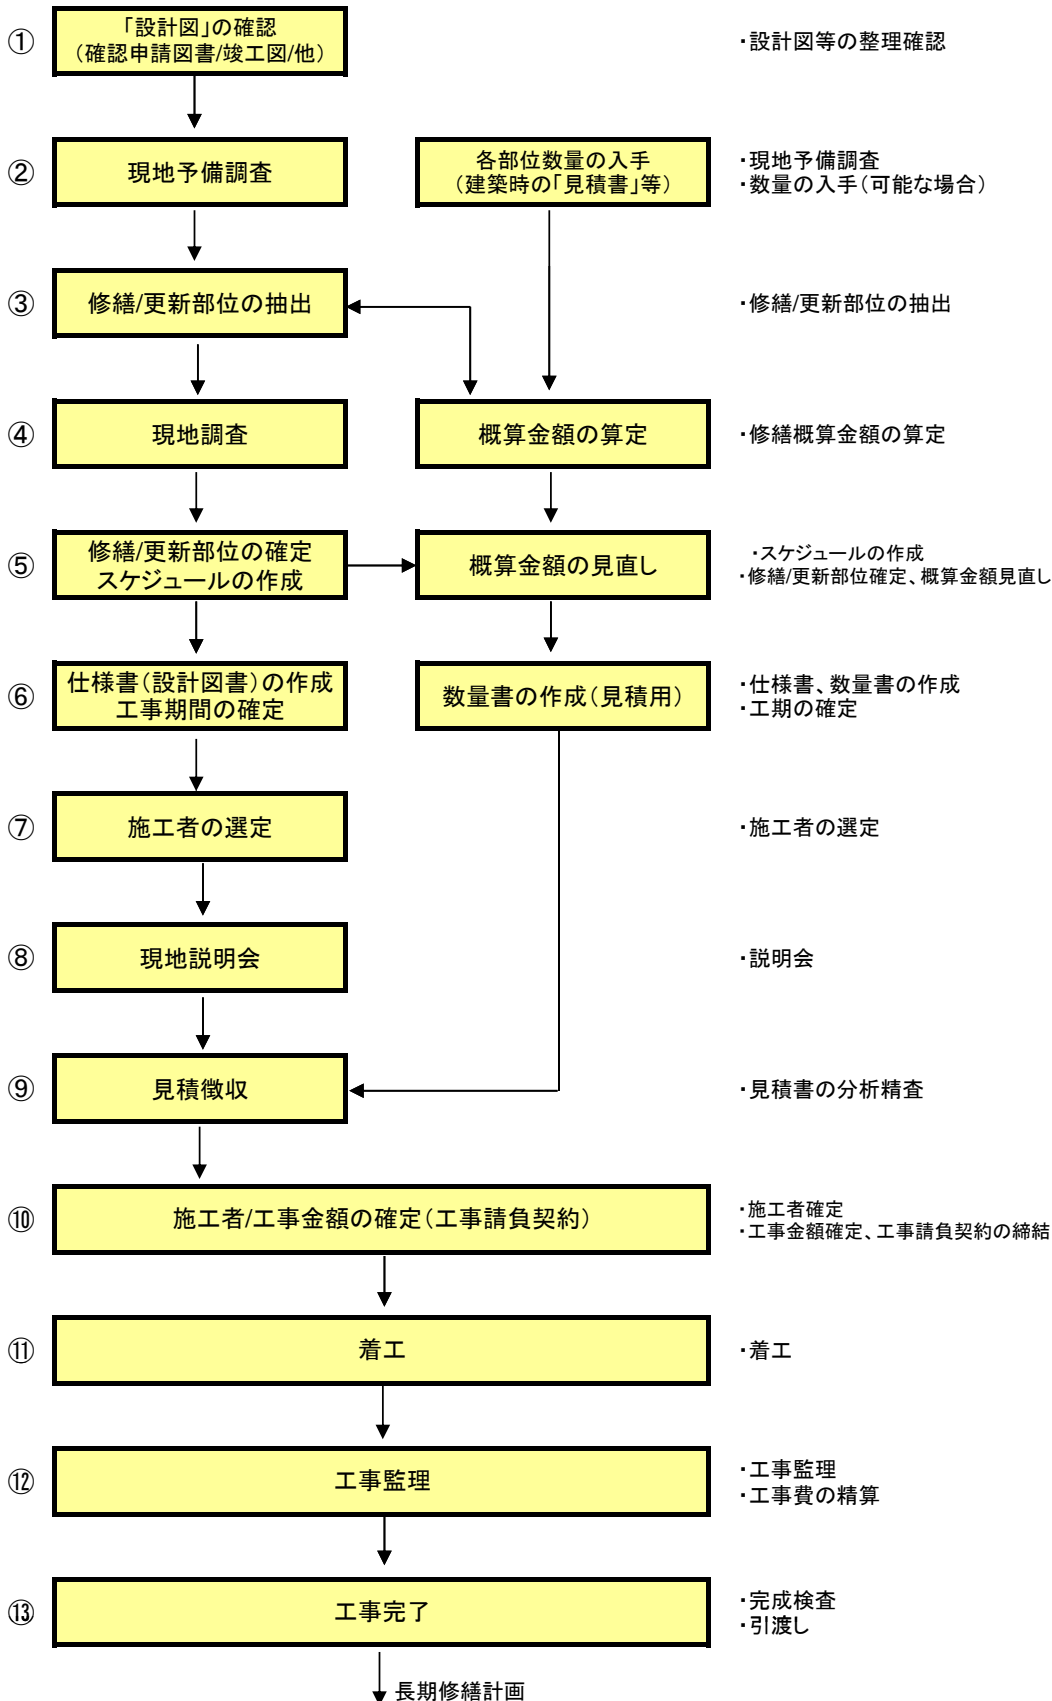 ①
「設計図」の確認
（確認申請図書/竣工図/他）
・設計図等の整理確認
②
現地予備調査
各部位数量の入手
（建築時の「見積書」等）
・現地予備調査
・数量の入手（可能な場合）
③
修繕/更新部位の抽出
・修繕/更新部位の抽出
④
現地調査
概算金額の算定
・修繕概算金額の算定
⑤
修繕/更新部位の確定
スケジュールの作成
概算金額の見直し
・スケジュールの作成
・修繕/更新部位確定、概算金額見直し
⑥
仕様書（設計図書）の作成
工事期間の確定
数量書の作成（見積用）
・仕様書、数量書の作成
・工期の確定
⑦
施工者の選定
・施工者の選定
⑧
現地説明会
・説明会
⑨
見積徴収
・見積書の分析精査
⑩
施工者/工事金額の確定（工事請負契約）
・施工者確定
・工事金額確定、工事請負契約の締結
⑪
着工
・着工
⑫
工事監理
・工事監理
・工事費の精算
⑬
工事完了
・完成検査
・引渡し
長期修繕計画